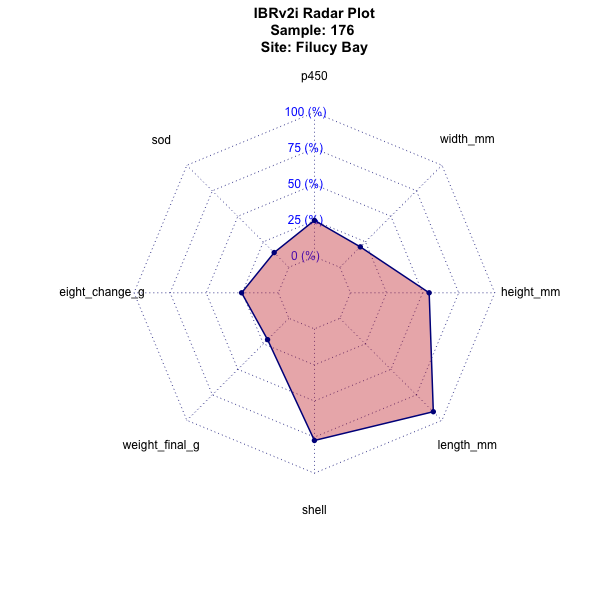 IBRv2i Radar Plot
Sample: 176
Site: Filucy Bay
p450
100 (%)
sod
width_mm
75 (%)
50 (%)
25 (%)
0 (%)
eight_change_g
height_mm
weight_final_g
length_mm
shell